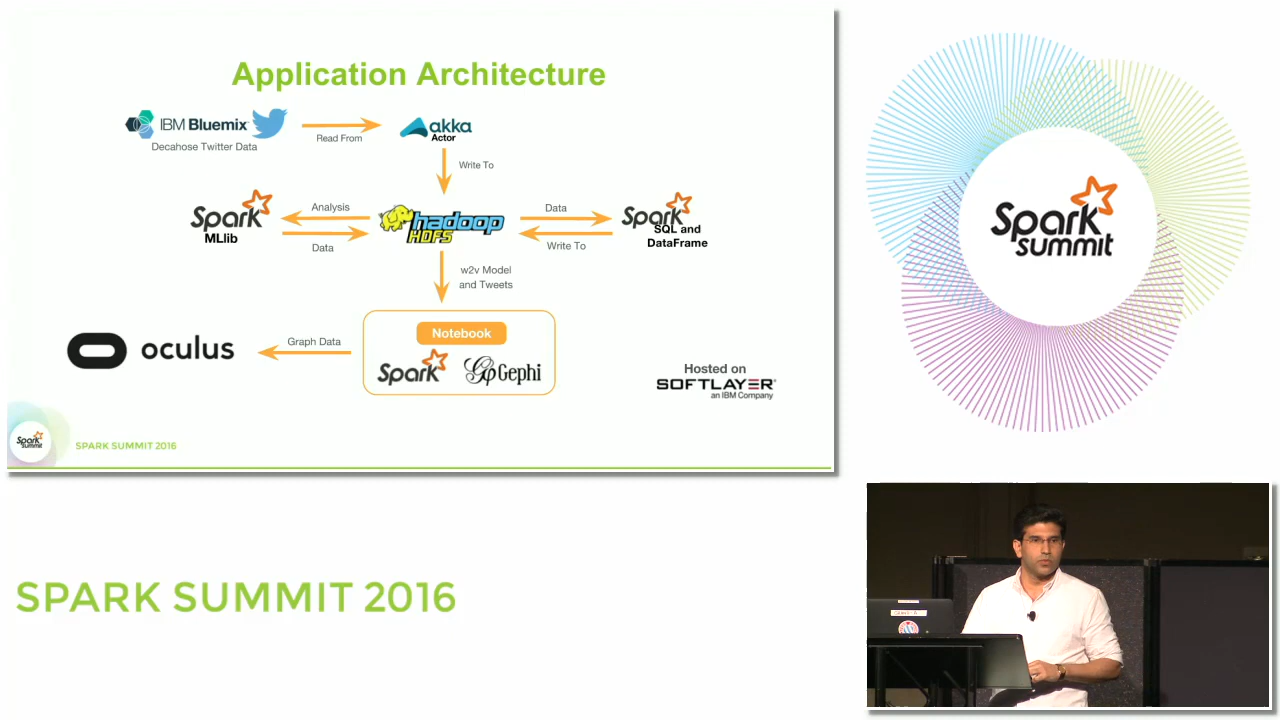 Application Architecture
IBM Bluemix
Decahose Twitter Data
Read From
akka
Actor
Write To
Spark
MLlib
Analysis
Data
hadoop
HDFS
Data
Write To
Spark
SQL and
DataFrame
w2v Model
and Tweets
oculus
Graph Data
Notebook
Spark
Gephi
Hosted on
SOFTLAYER
an IBM Company
Spark
summit
SPARK SUMMIT 2016
Spark
summit
SPARK SUMMIT 2016